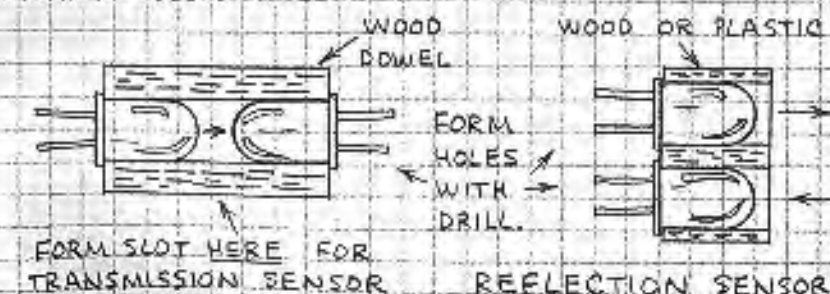 WOOD
DOWEL
WOOD OR PLASTIC
FORM
HOLES
WITH
DRILL.
FORM SLOT HERE FOR
TRANSMISSION SENSOR
REFLECTION SENSOR